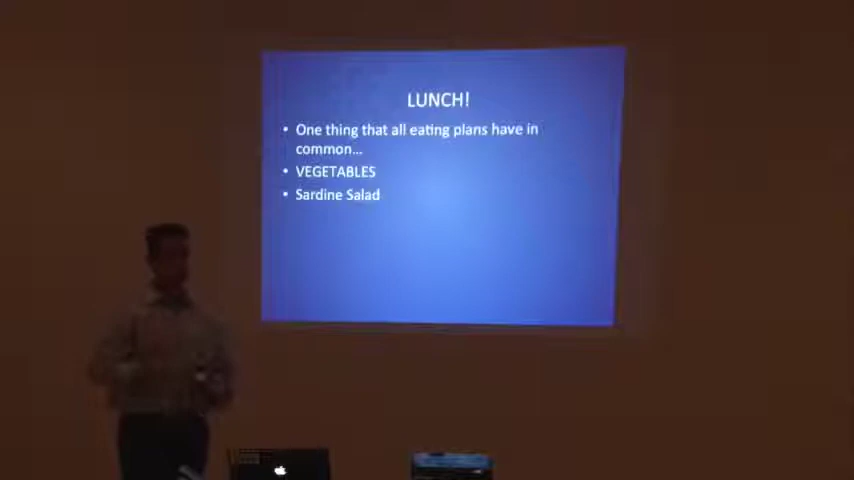 LUNCH!
• One thing that all eating plans have in
common...
• VEGETABLES
• Sardine Salad